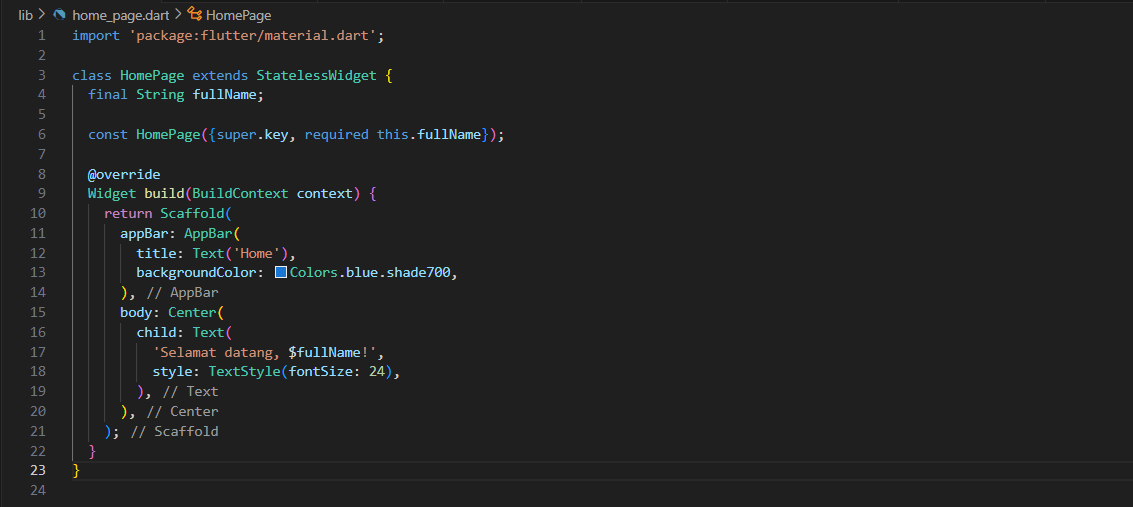 lib > home_page.dart > HomePage
1 import 'package:flutter/material.dart';
2
3 class HomePage extends StatelessWidget {
4   final String fullName;
5
6   const HomePage({super.key, required this.fullName});
7
8   @override
9   Widget build(BuildContext context) {
10     return Scaffold(
11       appBar: AppBar(
12         title: Text('Home'),
13         backgroundColor: Colors.blue.shade700,
14       ), // AppBar
15       body: Center(
16         child: Text(
17           'Selamat datang, $fullName!',
18           style: TextStyle(fontSize: 24),
19         ), // Text
20       ), // Center
21     ); // Scaffold
22   }
23 }
24